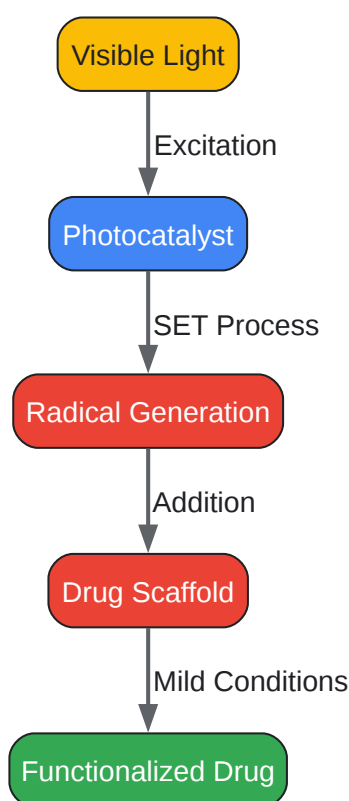 Visible Light
Excitation
Photocatalyst
SET Process
Radical Generation
Addition
Drug Scaffold
Mild Conditions
Functionalized Drug